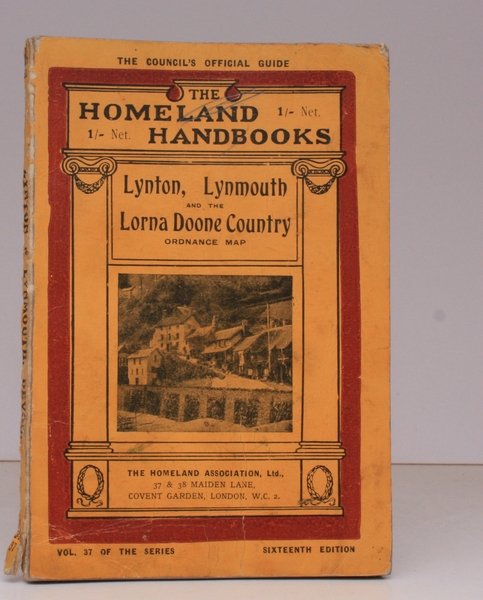 THE COUNCIL'S OFFICIAL GUIDE
THE
HOMELAND 1/- Net.
1/- Net. HANDBOOKS
Lynton, Lynmouth
AND THE
Lorna Doone Country
ORDNANCE MAP
THE HOMELAND ASSOCIATION, Ltd.,
37 & 38 MAIDEN LANE,
COVENT GARDEN, LONDON, W.C. 2.
VOL. 37 OF THE SERIES SIXTEENTH EDITION
LYNTON & LYNMOUTH